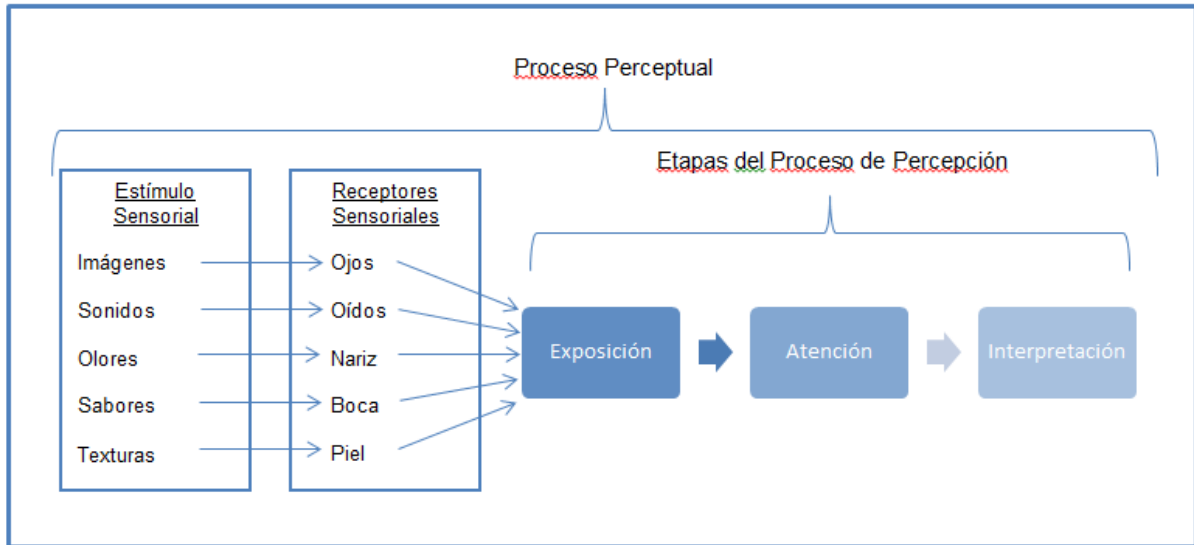 Proceso Perceptual
Etapas del Proceso de Percepción
Estímulo
Sensorial
Receptores
Sensoriales
Imágenes
Ojos
Sonidos
Oídos
Olores
Nariz
Sabores
Boca
Texturas
Piel
Exposición
Atención
Interpretación